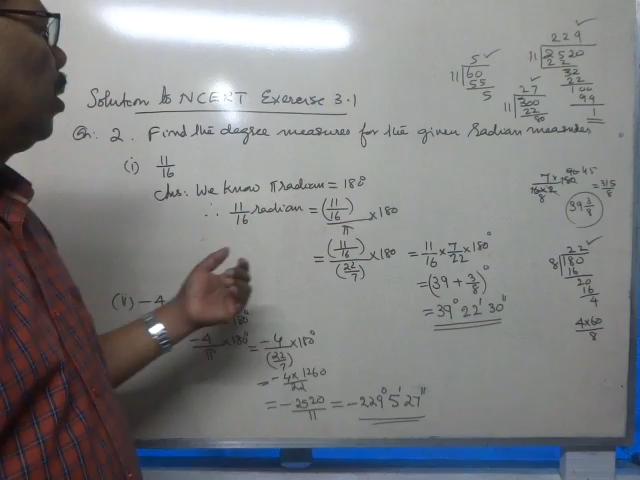 Solution to NCERT Exercise 3.1
Qn: 2. Find the degree measures for the given radian measures.
(i) 11/16
Ans: We know π radian = 180°
∴ 11/16 radian = (11/16)/π × 180
= (11/16)/(22/7) × 180 = 11/16 × 7/22 × 180°
= (39 + 3/8)°
= 39° 22' 30"
(ii) -4
180°
-4/π × 180° = -4/(22/7) × 180°
= -4 × 1260/22
= -2520/11 = -229° 5' 27"
5
11 60
55
5
229
11 2520
22
32
22
100
99
1
27
11 300
22
80
= 315/8
39 3/8
22
8 180
16
20
16
4
4 × 60/8